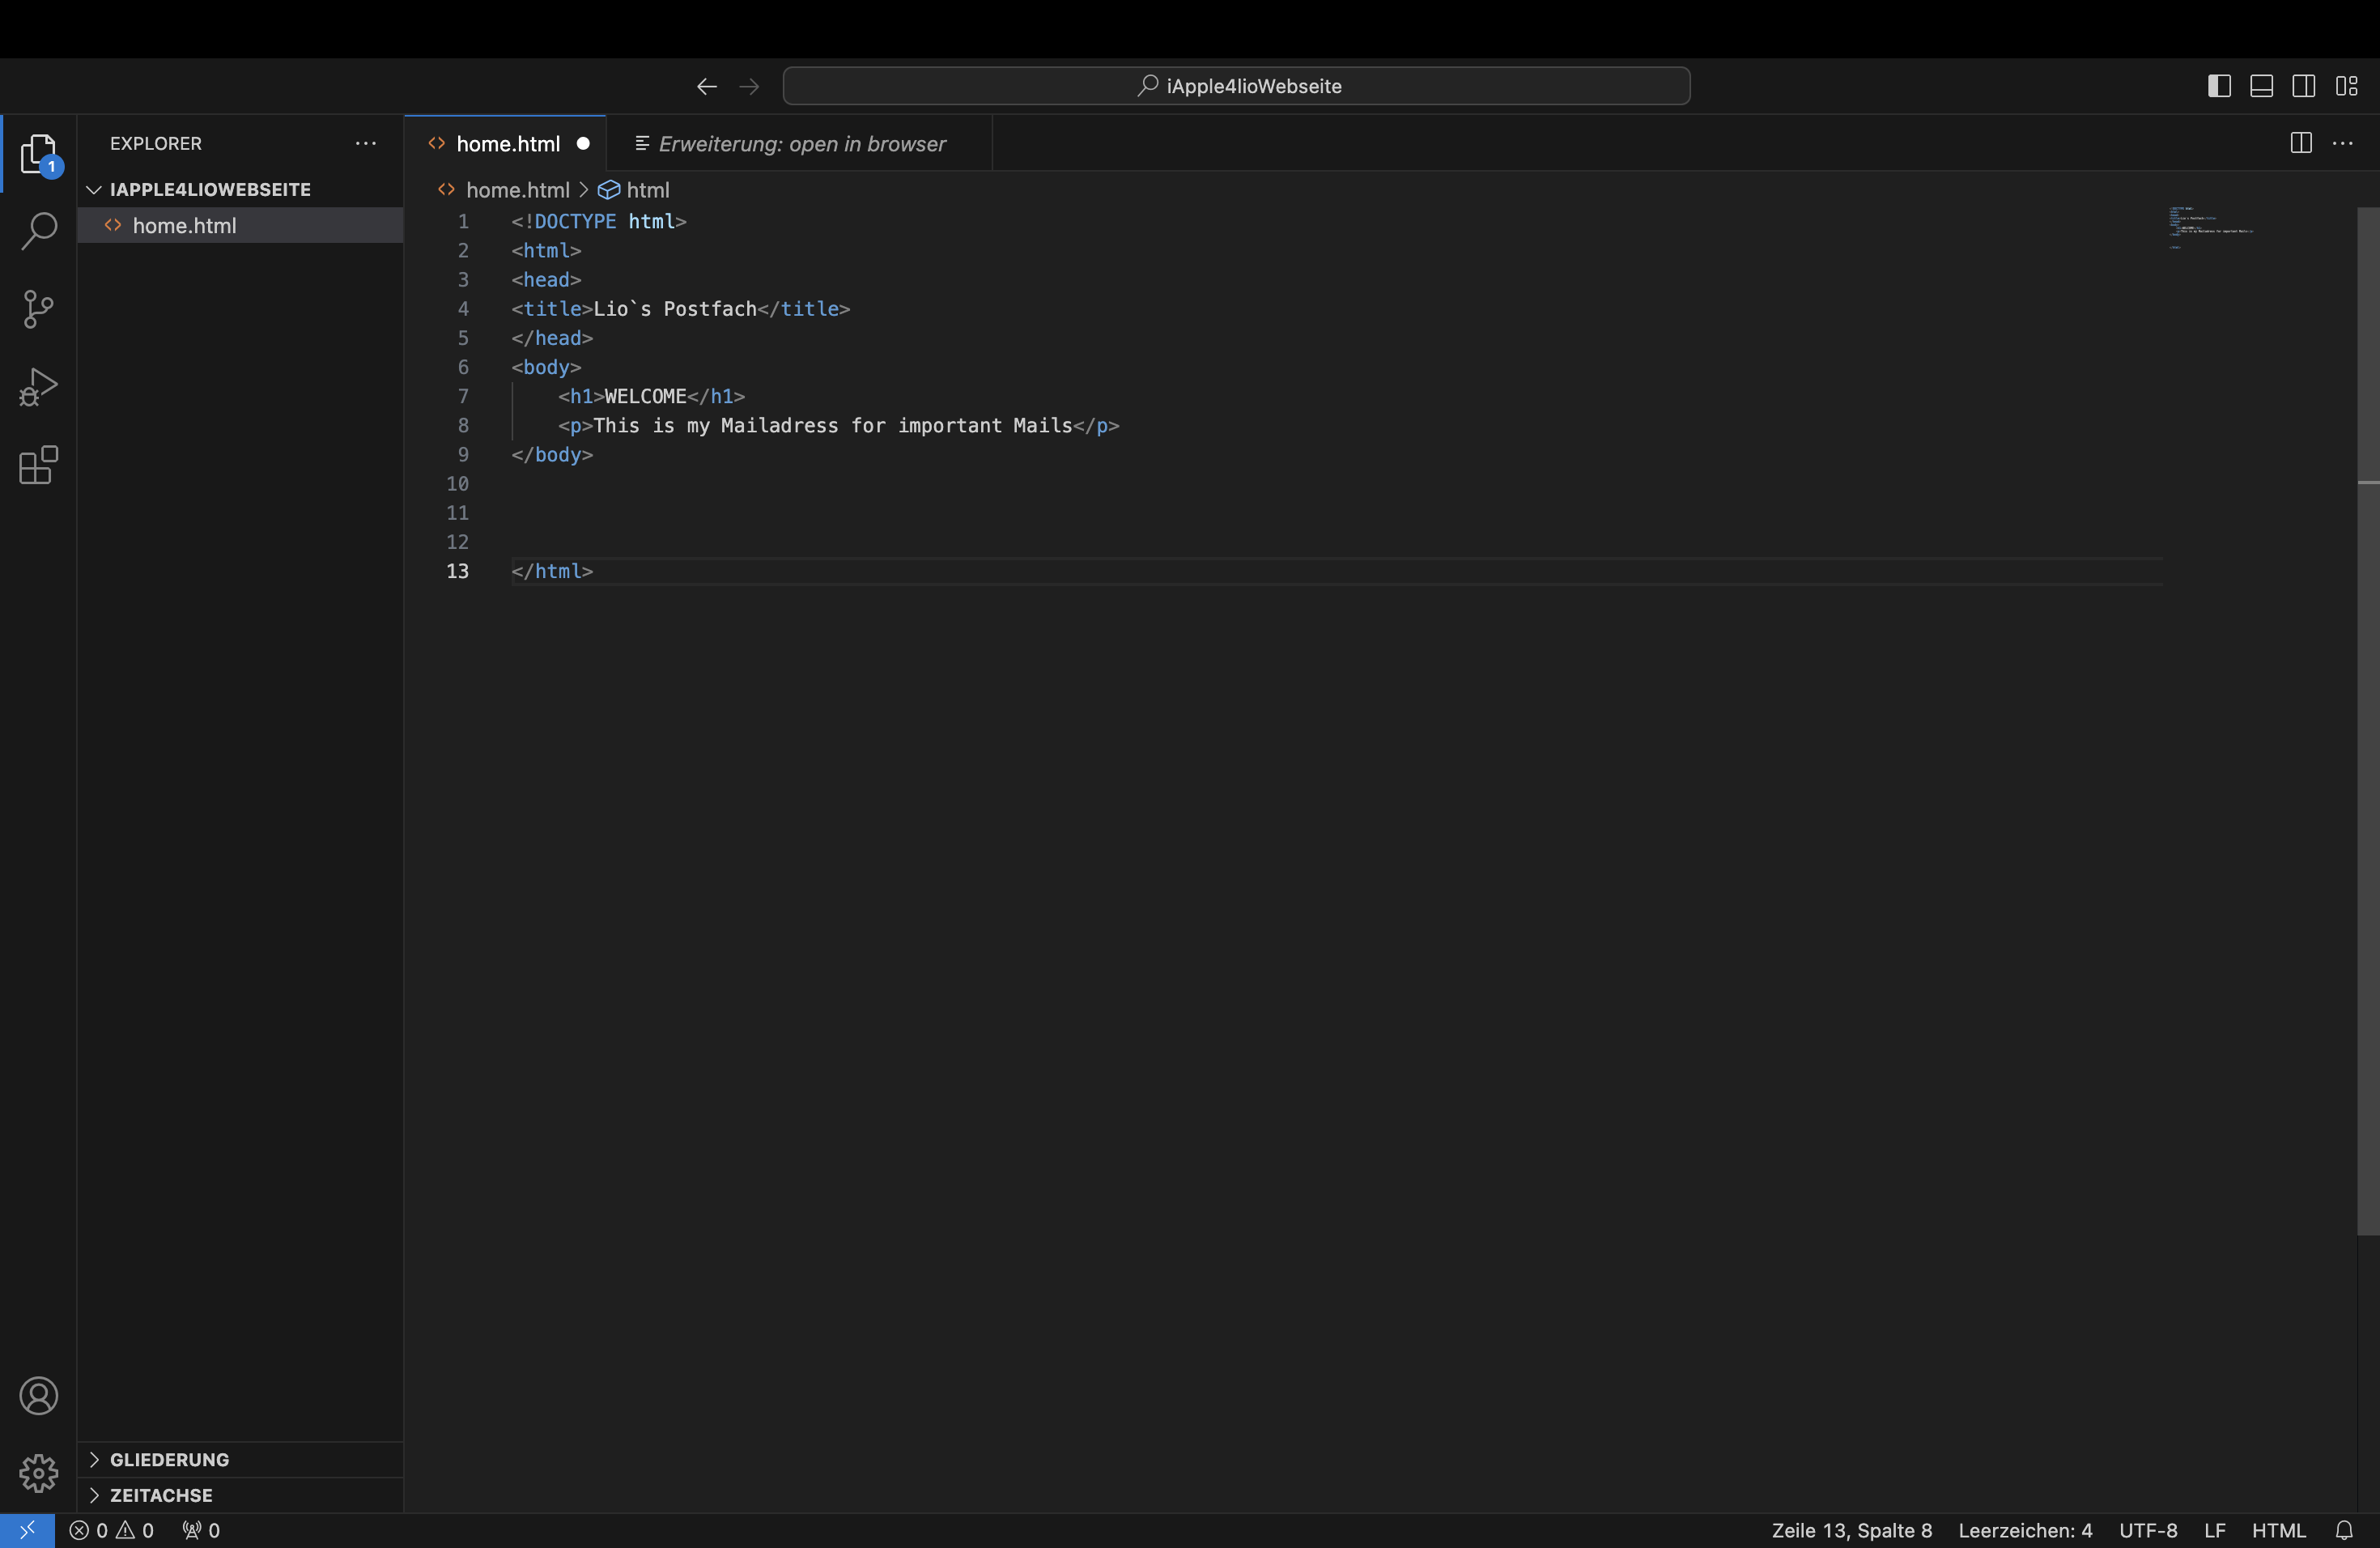 iApple4lioWebseite
1
EXPLORER
IAPPLE4LIOWEBSEITE
home.html
home.html
Erweiterung: open in browser
home.html > html
1 <!DOCTYPE html>
2 <html>
3 <head>
4 <title>Lio`s Postfach</title>
5 </head>
6 <body>
7     <h1>WELCOME</h1>
8     <p>This is my Mailadress for important Mails</p>
9 </body>
10
11
12
13 </html>
GLIEDERUNG
ZEITACHSE
0 0 0
Zeile 13, Spalte 8 Leerzeichen: 4 UTF-8 LF HTML